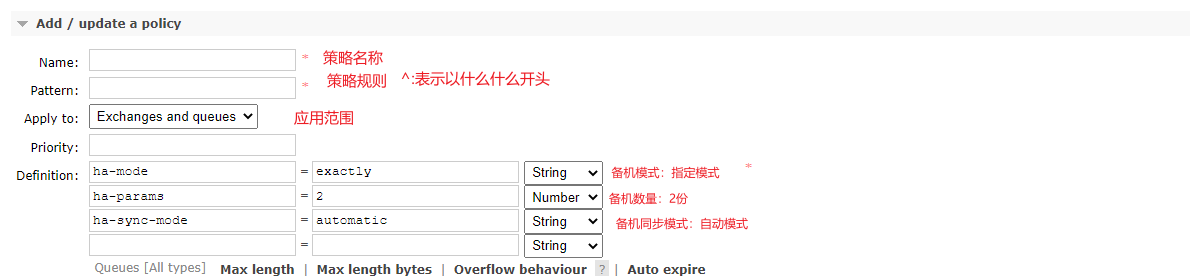 Add / update a policy
Name: * 策略名称
Pattern: * 策略规则 ^:表示以什么什么开头
Apply to: Exchanges and queues 应用范围
Priority:
Definition: ha-mode = exactly String 备机模式：指定模式 *
ha-params = 2 Number 备机数量：2份
ha-sync-mode = automatic String 备机同步模式：自动模式
= String
Queues [All types] Max length | Max length bytes | Overflow behaviour ? | Auto expire